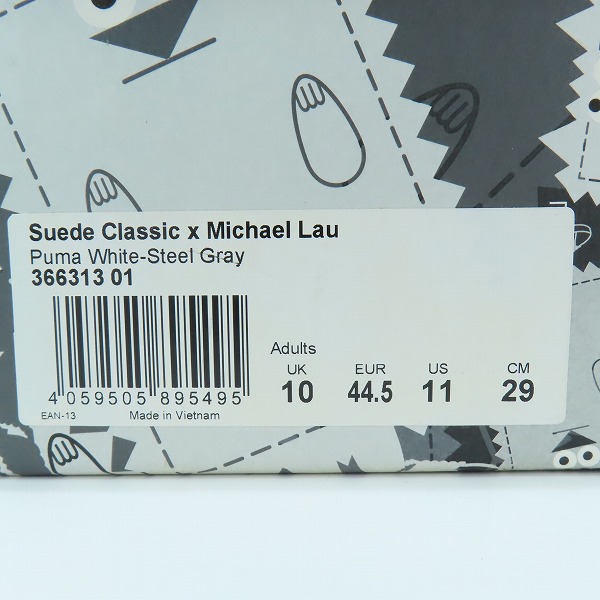 Suede Classic x Michael Lau
Puma White-Steel Gray
366313 01
Adults
UK EUR US CM
10 44.5 11 29
4 059505 895495
EAN-13 Made in Vietnam